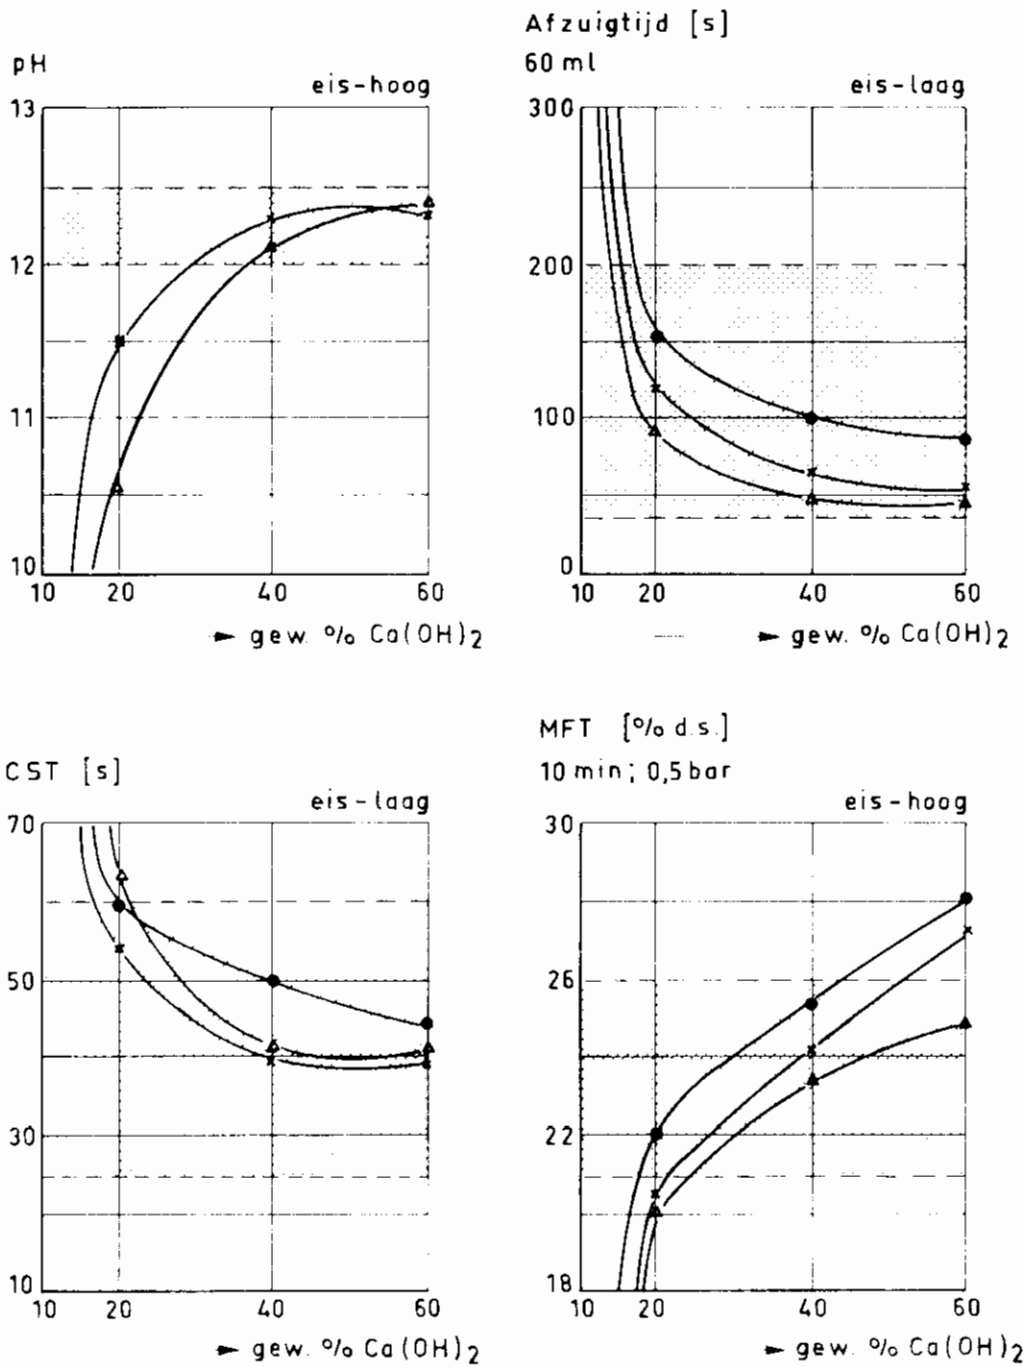 pH
eis-hoog
13
12
11
10
10 20 40 60
gew. % Ca(OH)2
Afzuigtijd [s]
60 ml
eis-laag
300
200
100
0
10 20 40 60
gew. % Ca(OH)2
CST [s]
eis-laag
70
50
30
10
10 20 40 60
gew. % Ca(OH)2
MFT [% d.s.]
10 min; 0,5 bar
eis-hoog
30
26
22
18
10 20 40 60
gew. % Ca(OH)2